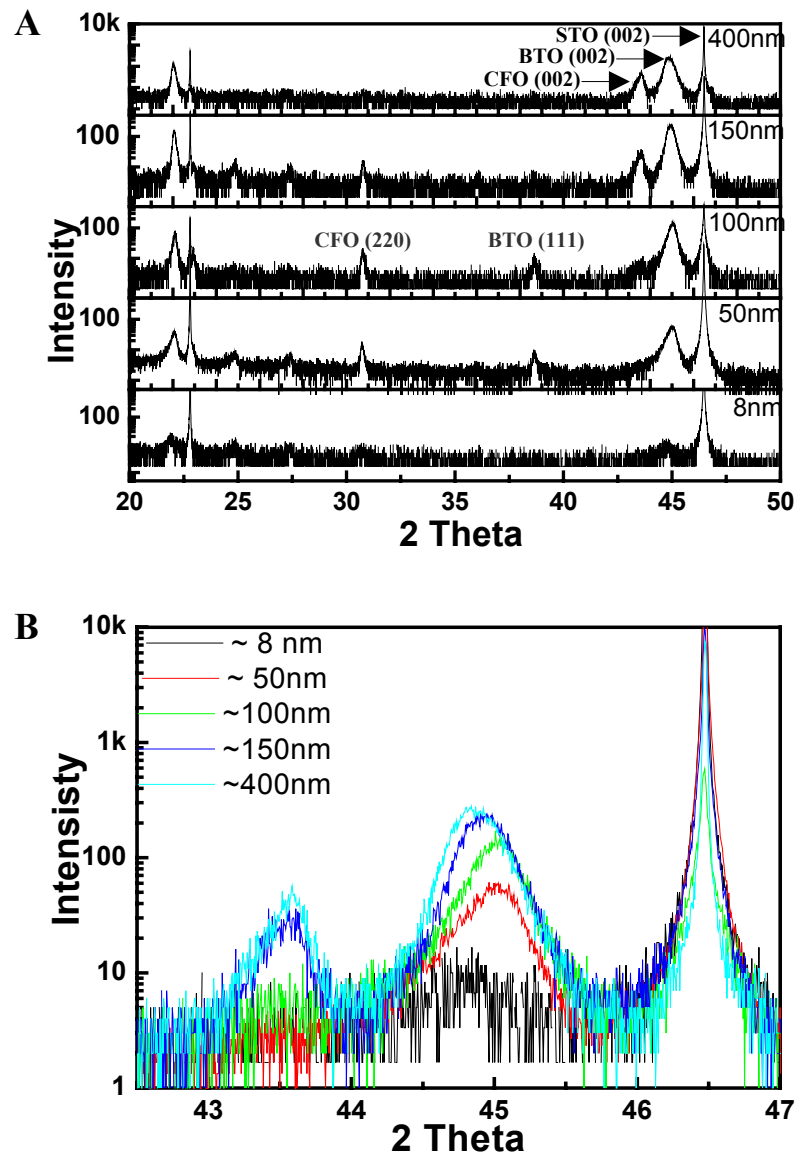 A
10k
STO (002)
400nm
BTO (002)
CFO (002)
100
150nm
100
100nm
CFO (220)
BTO (111)
Intensity
100
50nm
100
8nm
20 25 30 35 40 45 50
2 Theta
B
10k
~ 8 nm
~ 50nm
~100nm
1k
~150nm
~400nm
Intensisty
100
10
1
43 44 45 46 47
2 Theta